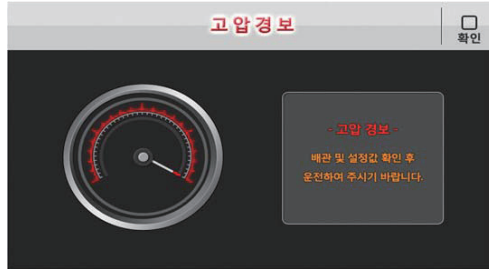 고압경보
확인
- 고압 경보 -
배관 및 설정값 확인 후
운전하여 주시기 바랍니다.